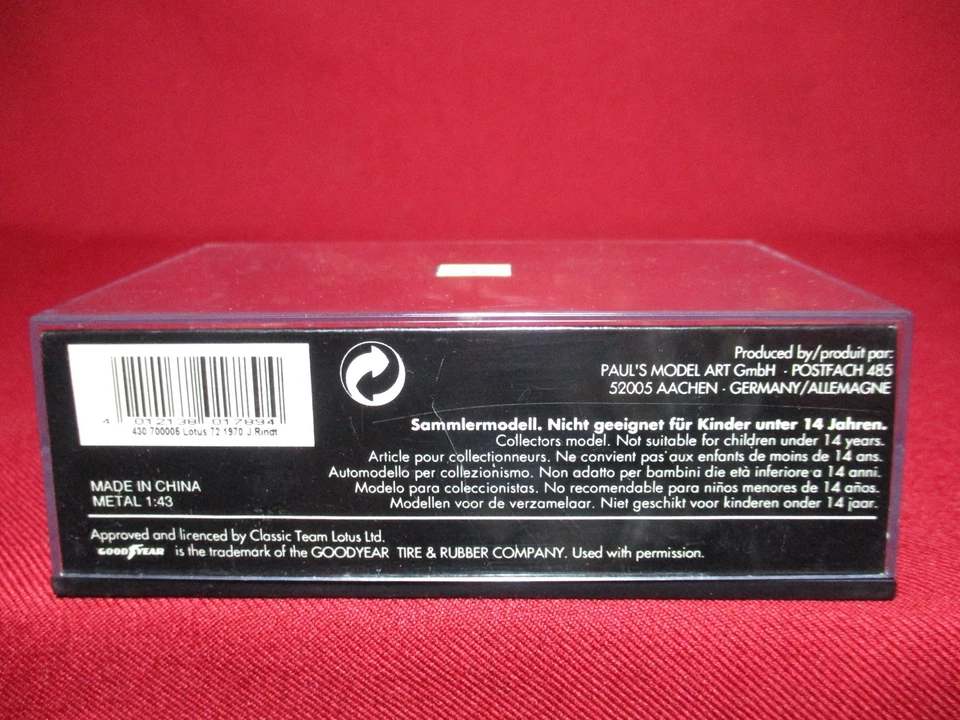 4 012138 017894
430 700006 Lotus 72 1970 J.Rindt
Produced by/produit par:
PAUL'S MODEL ART GmbH · POSTFACH 485
52005 AACHEN · GERMANY/ALLEMAGNE
Sammlermodell. Nicht geeignet für Kinder unter 14 Jahren.
Collectors model. Not suitable for children under 14 years.
Article pour collectionneurs. Ne convient pas aux enfants de moins de 14 ans.
Automodello per collezionismo. Non adatto per bambini die età inferiore a 14 anni.
Modelo para coleccionistas. No recomendable para niños menores de 14 años.
Modellen voor de verzamelaar. Niet geschikt voor kinderen onder 14 jaar.
MADE IN CHINA
METAL 1:43
Approved and licenced by Classic Team Lotus Ltd.
GOODYEAR is the trademark of the GOODYEAR TIRE & RUBBER COMPANY. Used with permission.